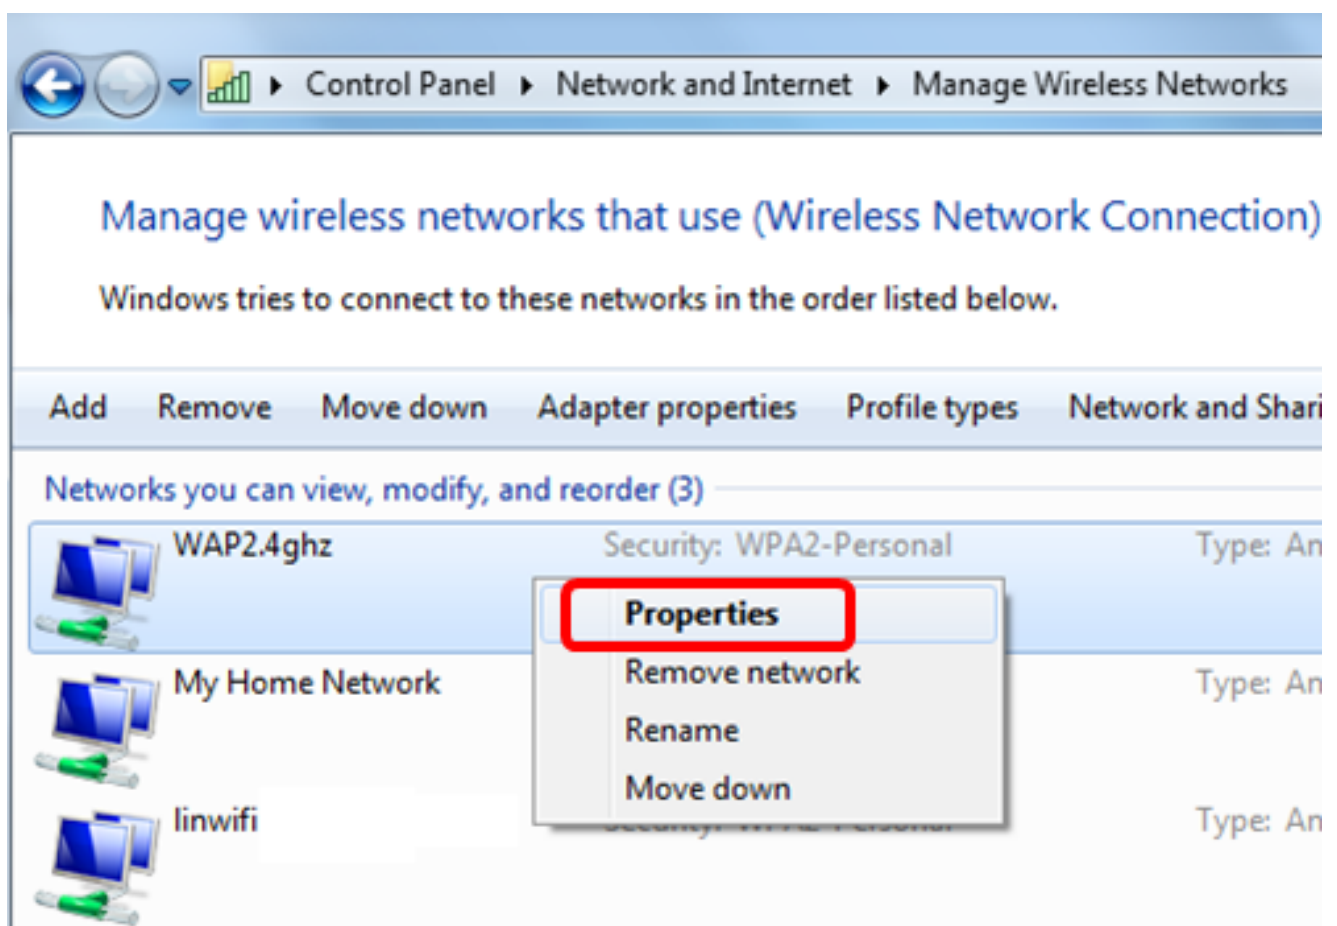 Control Panel Network and Internet Manage Wireless Networks
Manage wireless networks that use (Wireless Network Connection)
Windows tries to connect to these networks in the order listed below.
Add Remove Move down Adapter properties Profile types Network and Shari
Networks you can view, modify, and reorder (3)
WAP2.4ghz Security: WPA2-Personal Type: An
Properties
Remove network
My Home Network Type: An
Rename
Move down
linwifi Security: WPA2-Personal Type: An